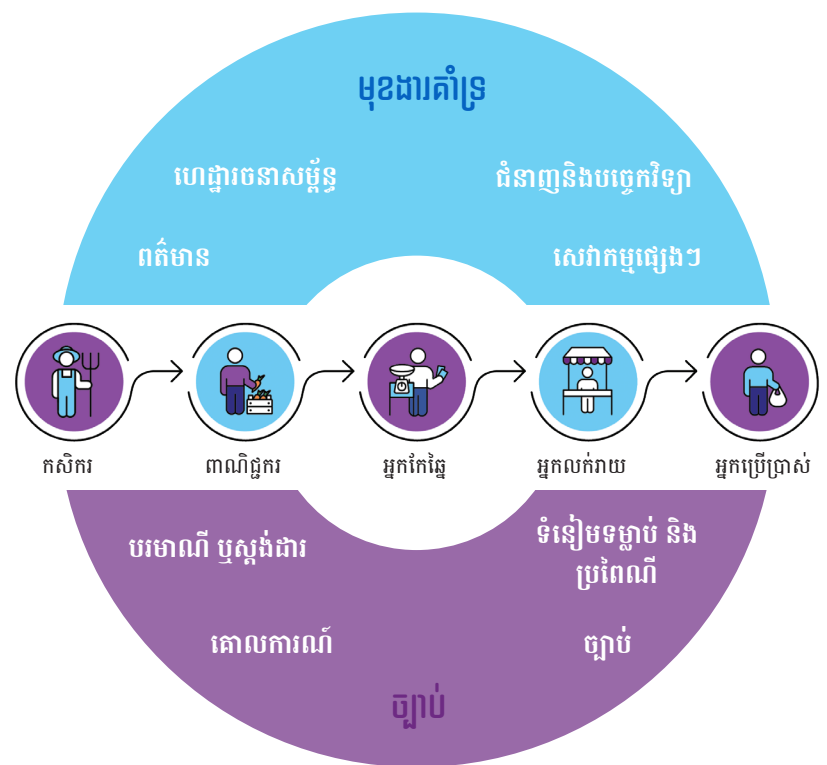 មុខងារគាំទ្រ
ហេដ្ឋារចនាសម្ព័ន្ធ
ជំនាញនិងបច្ចេកវិទ្យា
ពត៌មាន
សេវាកម្មផ្សេងៗ
កសិករ
ពាណិជ្ជករ
អ្នកកែឆ្នៃ
អ្នកលក់រាយ
អ្នកប្រើប្រាស់
បរមាណី ឬស្តង់ដារ
ទំនៀមទម្លាប់ និង
ប្រពៃណី
គោលការណ៍
ច្បាប់
ច្បាប់